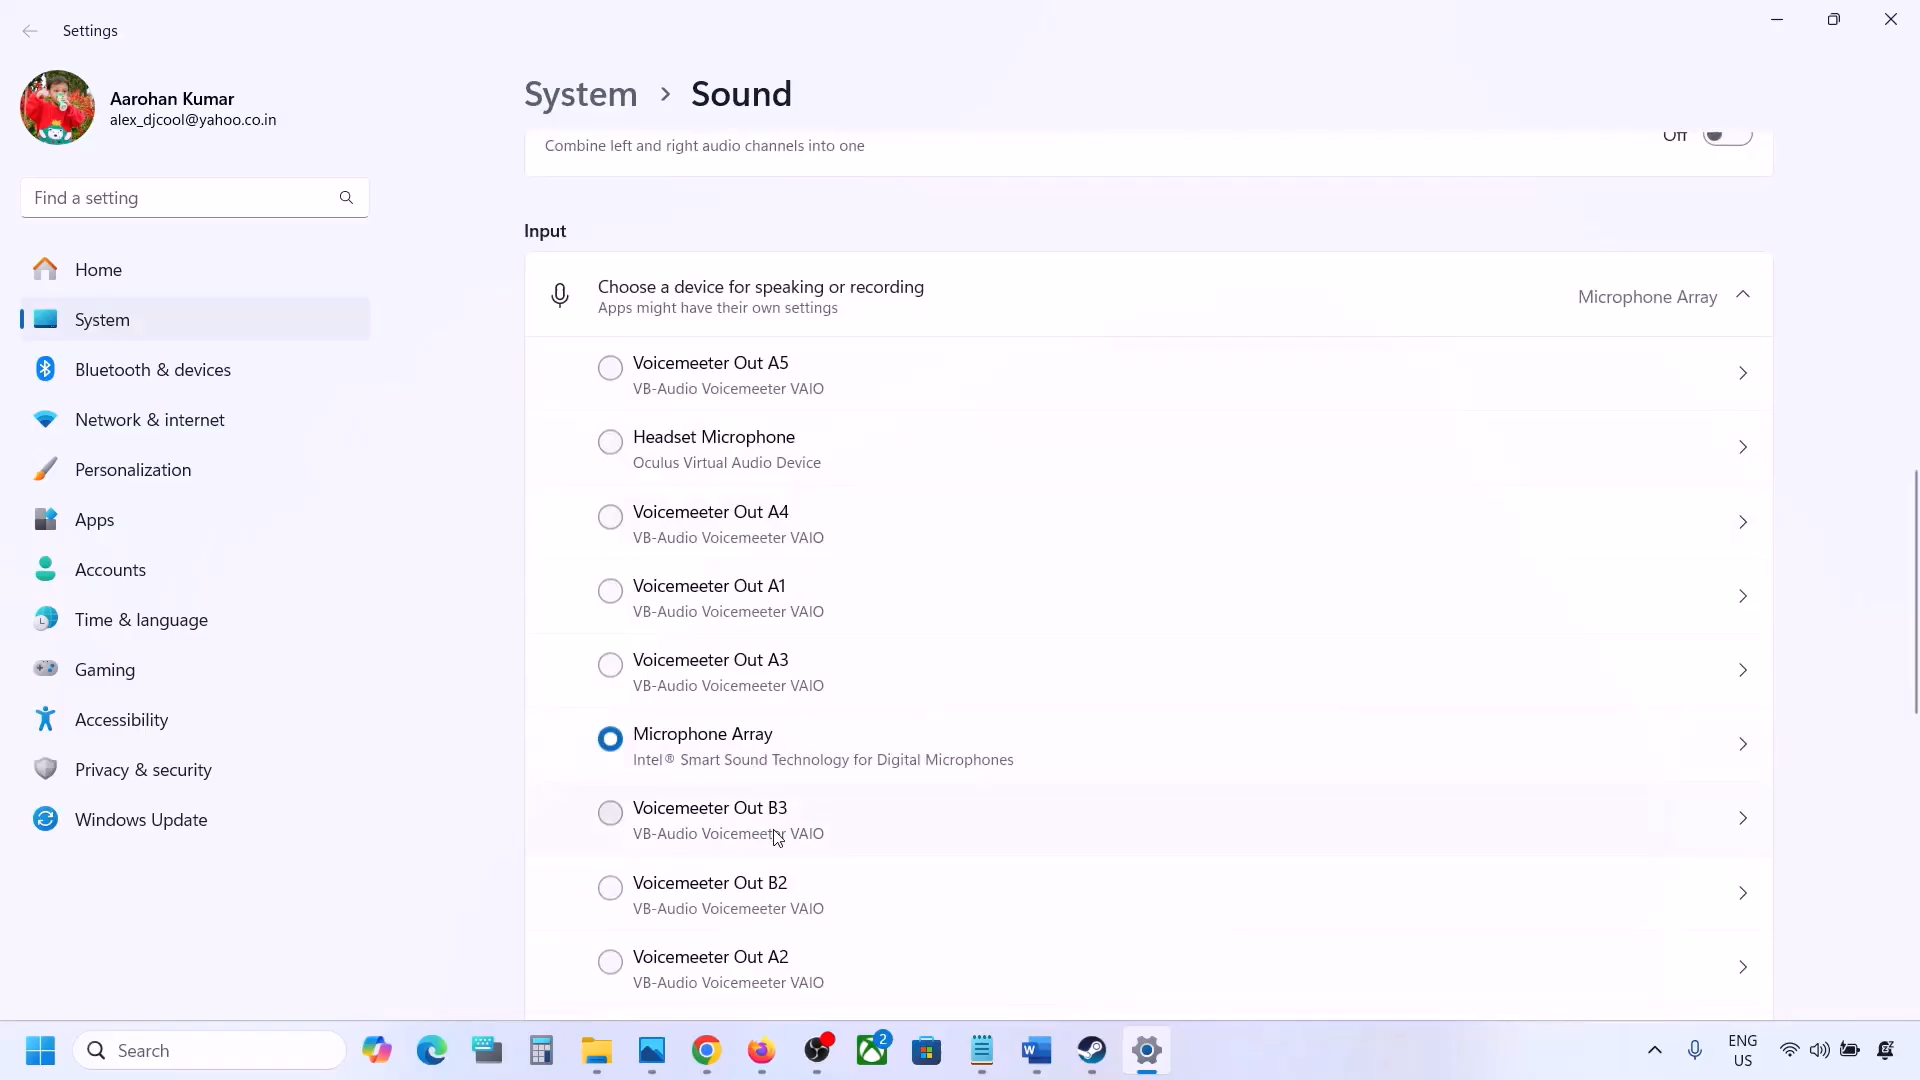 Settings
Aarohan Kumar
alex_djcool@yahoo.co.in
Find a setting
Home
System
Bluetooth & devices
Network & internet
Personalization
Apps
Accounts
Time & language
Gaming
Accessibility
Privacy & security
Windows Update
System > Sound
Combine left and right audio channels into one
Off
Input
Choose a device for speaking or recording
Apps might have their own settings
Microphone Array
Voicemeeter Out A5
VB-Audio Voicemeeter VAIO
Headset Microphone
Oculus Virtual Audio Device
Voicemeeter Out A4
VB-Audio Voicemeeter VAIO
Voicemeeter Out A1
VB-Audio Voicemeeter VAIO
Voicemeeter Out A3
VB-Audio Voicemeeter VAIO
Microphone Array
Intel® Smart Sound Technology for Digital Microphones
Voicemeeter Out B3
VB-Audio Voicemeeter VAIO
Voicemeeter Out B2
VB-Audio Voicemeeter VAIO
Voicemeeter Out A2
VB-Audio Voicemeeter VAIO
Search
2
ENG
US